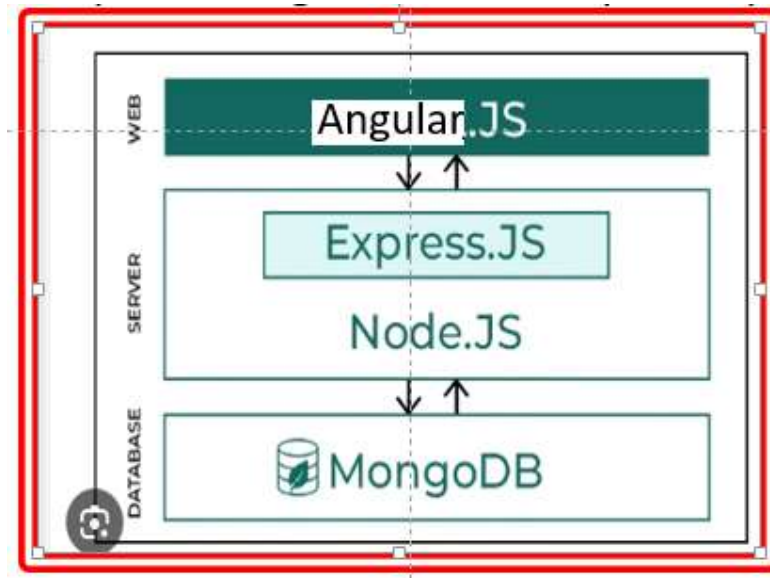 WEB
Angular.JS
SERVER
Express.JS
Node.JS
DATABASE
MongoDB